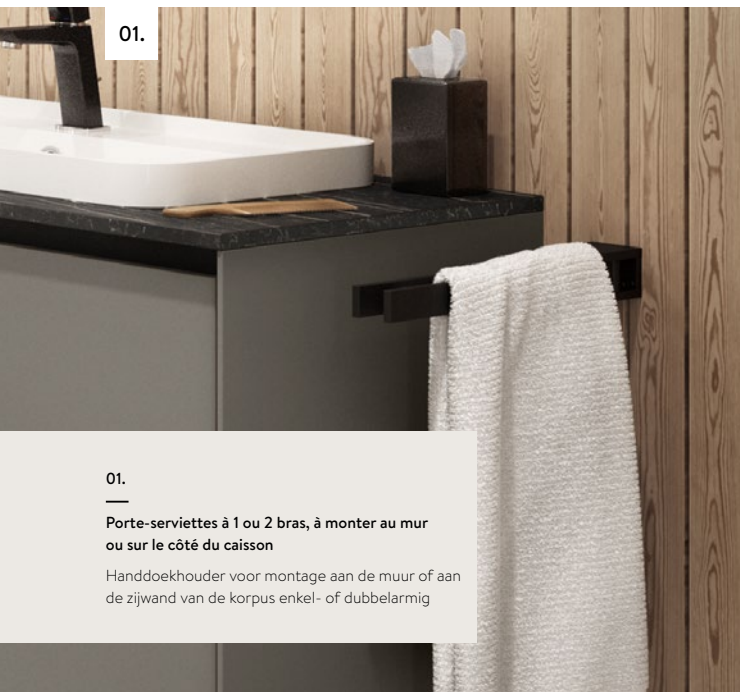 01.
01.
Porte-serviettes à 1 ou 2 bras, à monter au mur
ou sur le côté du caisson
Handdoekhouder voor montage aan de muur of aan
de zijwand van de korpus enkel- of dubbelarmig